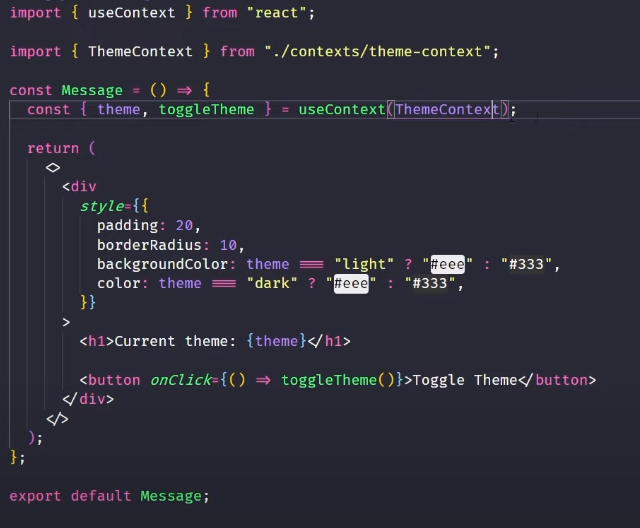 import { useContext } from "react";
import { ThemeContext } from "./contexts/theme-context";
const Message = () => {
const { theme, toggleTheme } = useContext(ThemeContext);
return (
<>
<div
style={{
padding: 20,
borderRadius: 10,
backgroundColor: theme === "light" ? "#eee" : "#333",
color: theme === "dark" ? "#eee" : "#333",
}}
>
<h1>Current theme: {theme}</h1>
<button onClick={() => toggleTheme()}>Toggle Theme</button>
</div>
</>
);
};
export default Message;